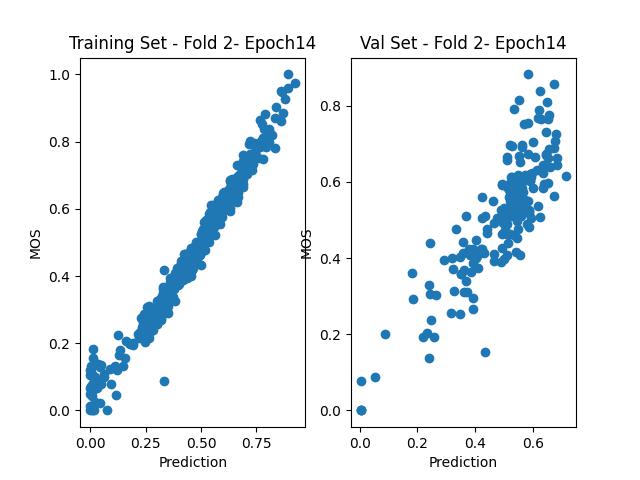 Training Set - Fold 2- Epoch14
Val Set - Fold 2- Epoch14
1.0
0.8
0.6
0.4
0.2
0.0
MOS
0.00 0.25 0.50 0.75
Prediction
0.8
0.6
0.4
0.2
0.0
MOS
0.0 0.2 0.4 0.6
Prediction